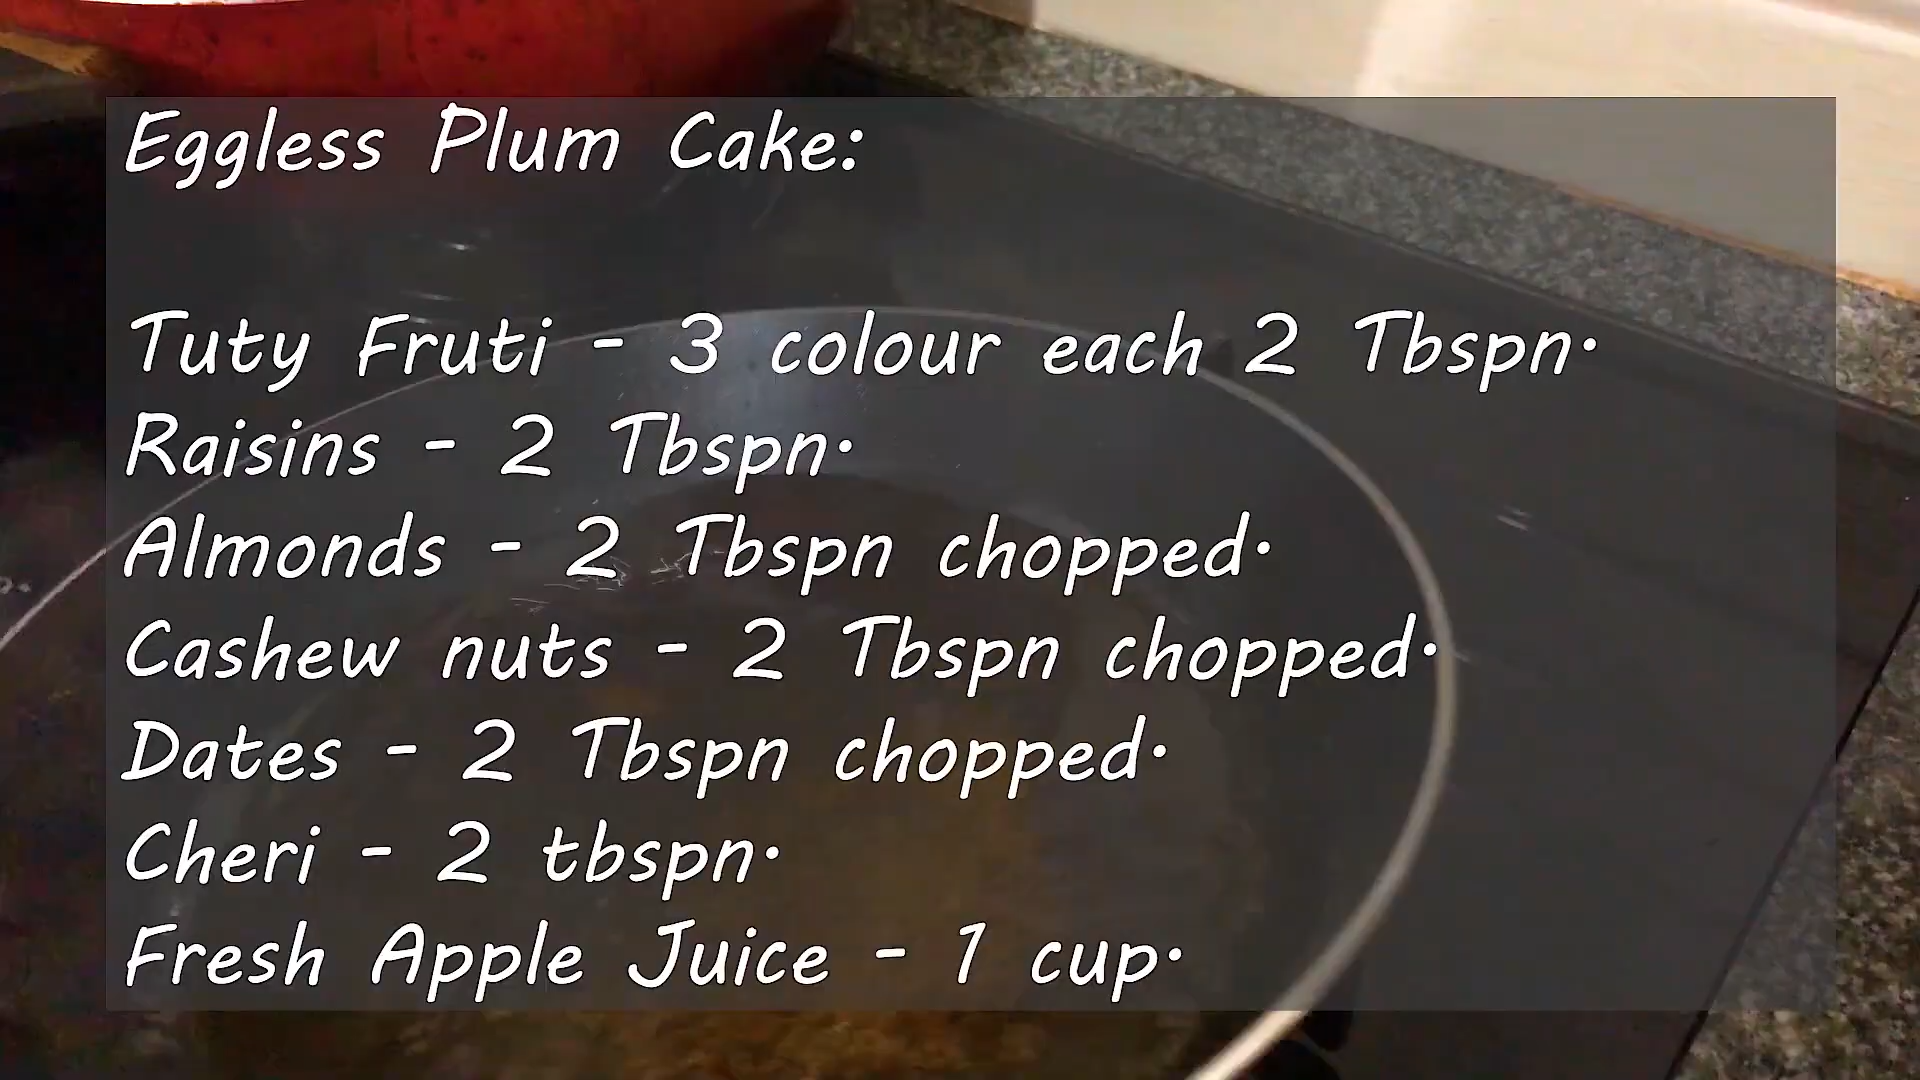 Eggless Plum Cake:
Tuty Fruti - 3 colour each 2 Tbspn.
Raisins - 2 Tbspn.
Almonds - 2 Tbspn chopped.
Cashew nuts - 2 Tbspn chopped.
Dates - 2 Tbspn chopped.
Cheri - 2 tbspn.
Fresh Apple Juice - 1 cup.